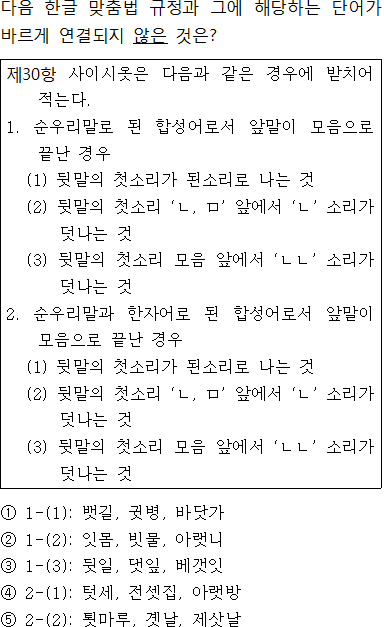 다음 한글 맞춤법 규정과 그에 해당하는 단어가
바르게 연결되지 않은 것은?
제30항 사이시옷은 다음과 같은 경우에 받치어
적는다.
1. 순우리말로 된 합성어로서 앞말이 모음으로
끝난 경우
(1) 뒷말의 첫소리가 된소리로 나는 것
(2) 뒷말의 첫소리 ‘ㄴ, ㅁ’ 앞에서 ‘ㄴ’ 소리가
덧나는 것
(3) 뒷말의 첫소리 모음 앞에서 ‘ㄴㄴ’ 소리가
덧나는 것
2. 순우리말과 한자어로 된 합성어로서 앞말이
모음으로 끝난 경우
(1) 뒷말의 첫소리가 된소리로 나는 것
(2) 뒷말의 첫소리 ‘ㄴ, ㅁ’ 앞에서 ‘ㄴ’ 소리가
덧나는 것
(3) 뒷말의 첫소리 모음 앞에서 ‘ㄴㄴ’ 소리가
덧나는 것
① 1-(1): 뱃길, 귓병, 바닷가
② 1-(2): 잇몸, 빗물, 아랫니
③ 1-(3): 뒷일, 댓잎, 베갯잇
④ 2-(1): 텃세, 전셋집, 아랫방
⑤ 2-(2): 툇마루, 곗날, 제삿날